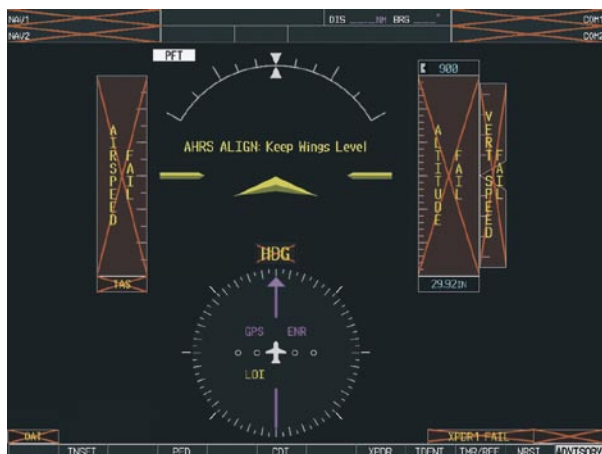 NAV1 DIS ____NM BRG ____° COM1
NAV2 COM2
PFT
900
AIRSPEED FAIL
ALTITUDE FAIL
VERT SPEED FAIL
AHRS ALIGN: Keep Wings Level
TAS
29.92IN
HDG
GPS ENR
LOI
OAT XPDR1 FAIL
INSET PFD CDI XPDR IDENT TMR/REF NRST ADVISORY